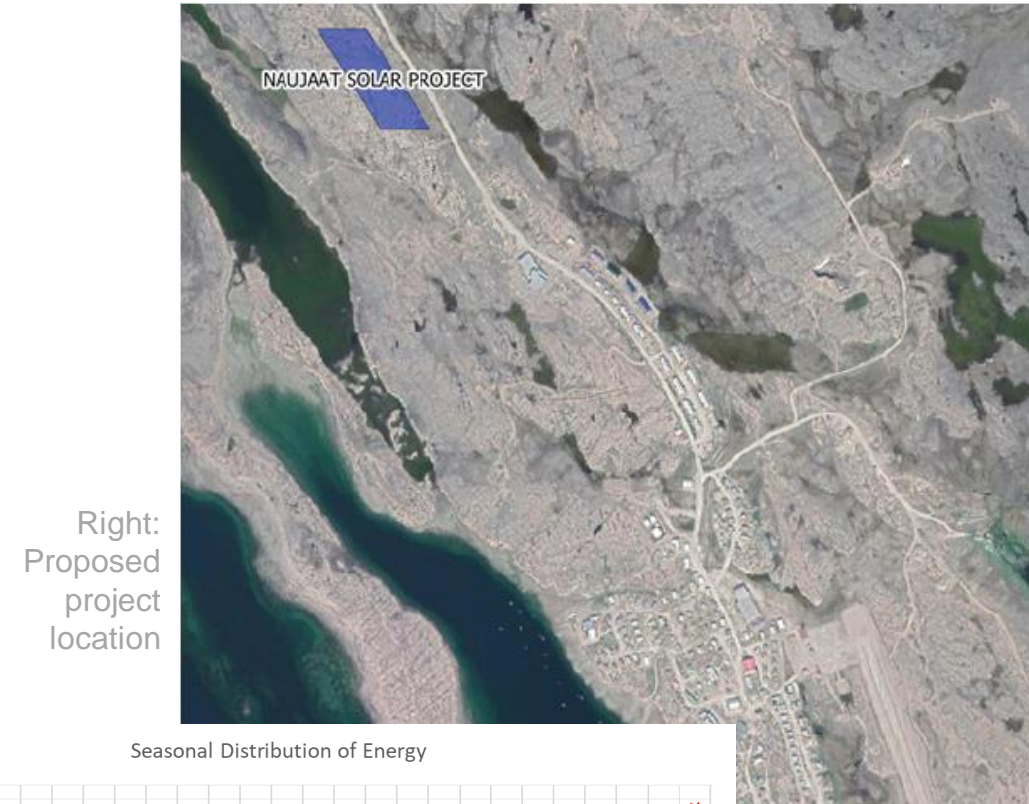 NAUJAAT SOLAR PROJECT
Right:
Proposed
project
location
Seasonal Distribution of Energy